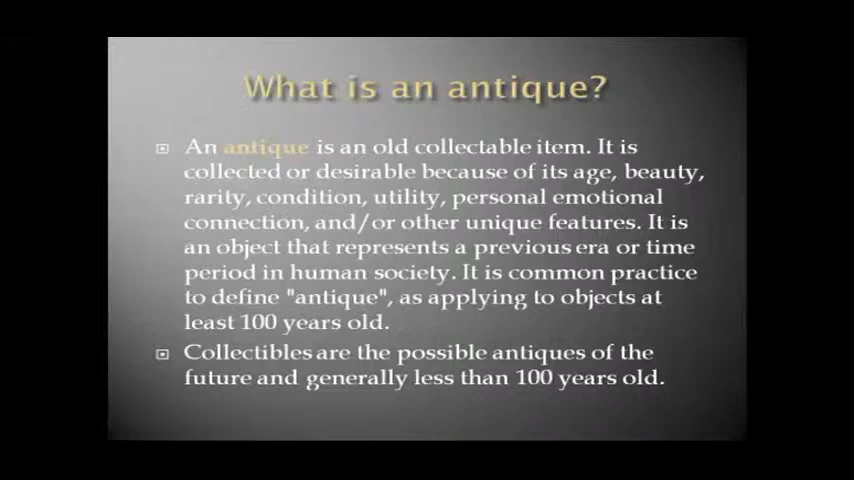 What is an antique?
An antique is an old collectable item. It is
collected or desirable because of its age, beauty,
rarity, condition, utility, personal emotional
connection, and/or other unique features. It is
an object that represents a previous era or time
period in human society. It is common practice
to define "antique", as applying to objects at
least 100 years old.
Collectibles are the possible antiques of the
future and generally less than 100 years old.